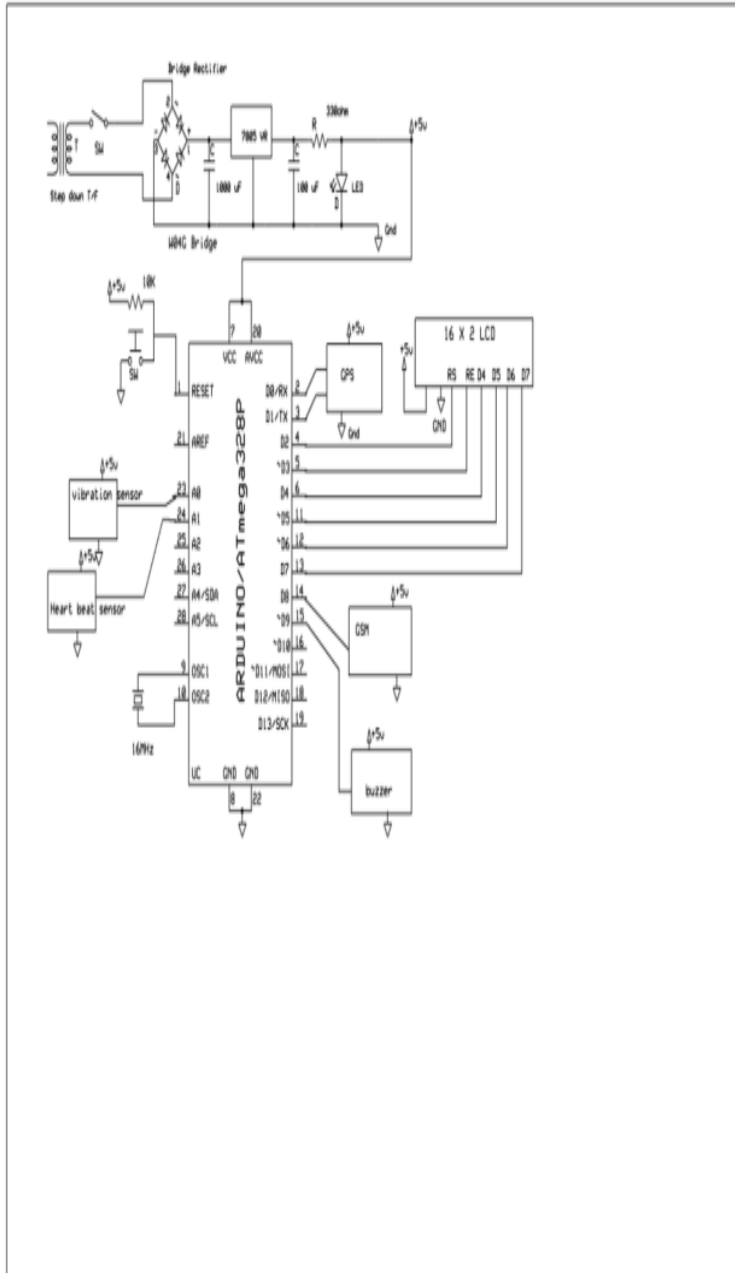 Bridge Rectifier
2
T
SW
3
1
4
D
Step down T/F
W04G Bridge
C
1000 uF
7805 VR
C
100 uF
330ohm
R
LED
D
+5v
Gnd
+5v
10K
SW
7 20
VCC AVCC
1 RESET
21 AREF
23 A0
24 A1
25 A2
26 A3
27 A4/SDA
28 A5/SCL
9 OSC1
10 OSC2
16MHz
UC GND GND
8 22
ARDUINO/ATmega328P
D0/RX 2
D1/TX 3
D2 4
~D3 5
D4 6
~D5 11
~D6 12
D7 13
D8 14
~D9 15
~D10 16
~D11/MOSI 17
D12/MISO 18
D13/SCK 19
+5v
vibration sensor
+5v
Heart beat sensor
+5v
GPS
Gnd
+5v
16 X 2 LCD
RS RE D4 D5 D6 D7
GND
+5v
GSM
+5v
buzzer